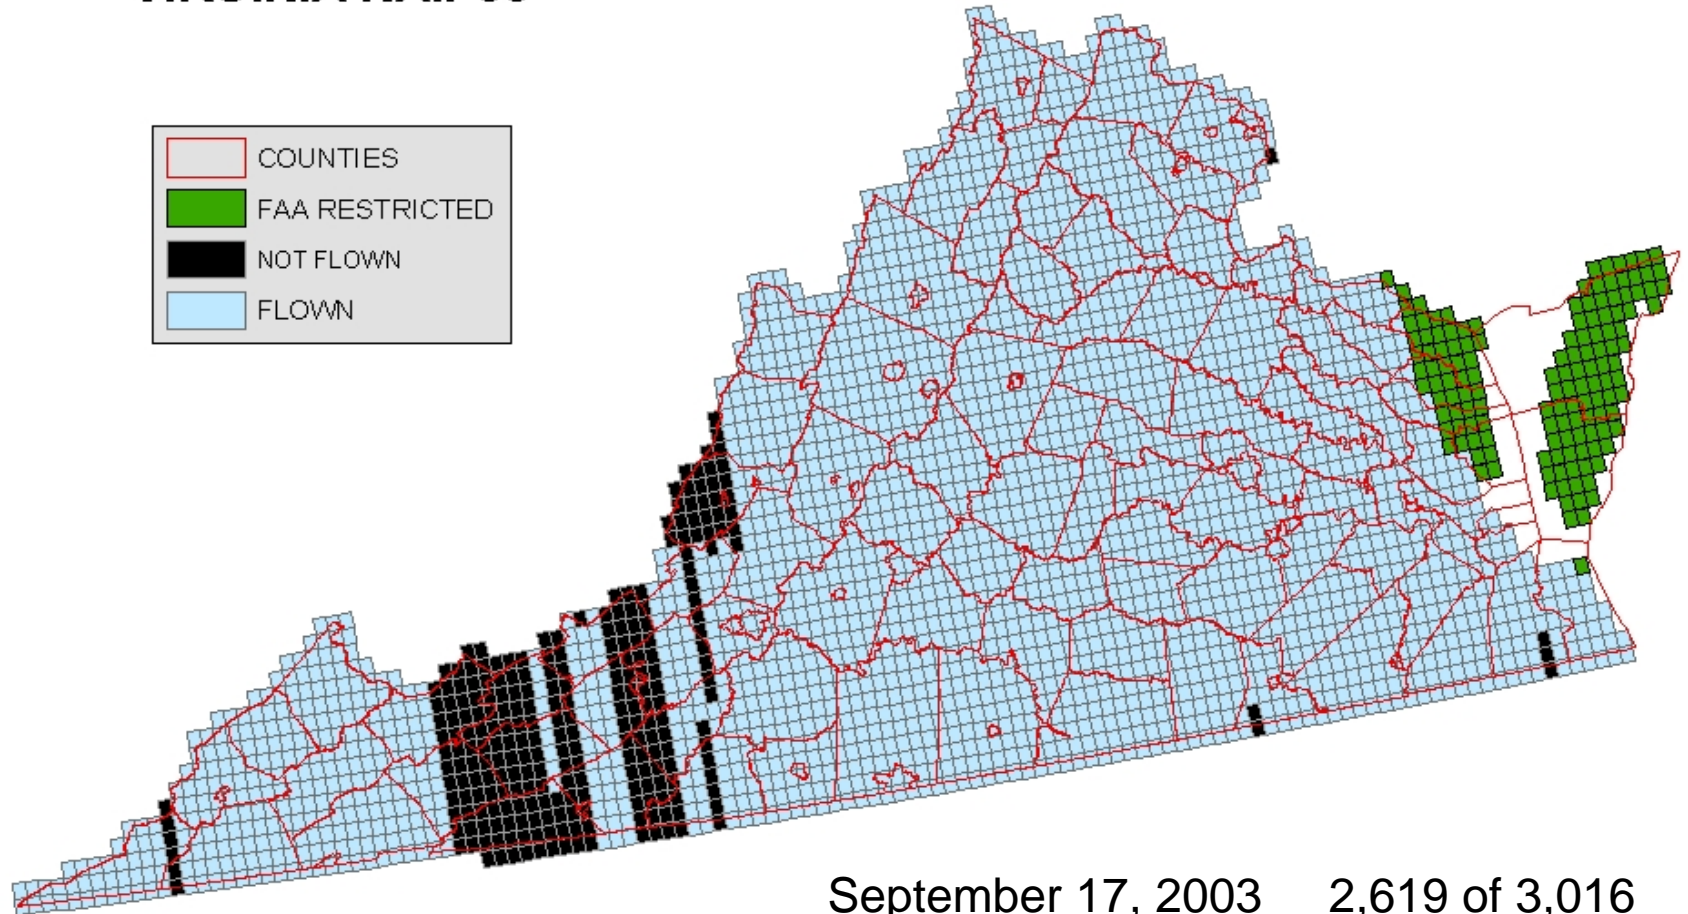 COUNTIES
FAA RESTRICTED
NOT FLOWN
FLOWN
September 17, 2003 2,619 of 3,016